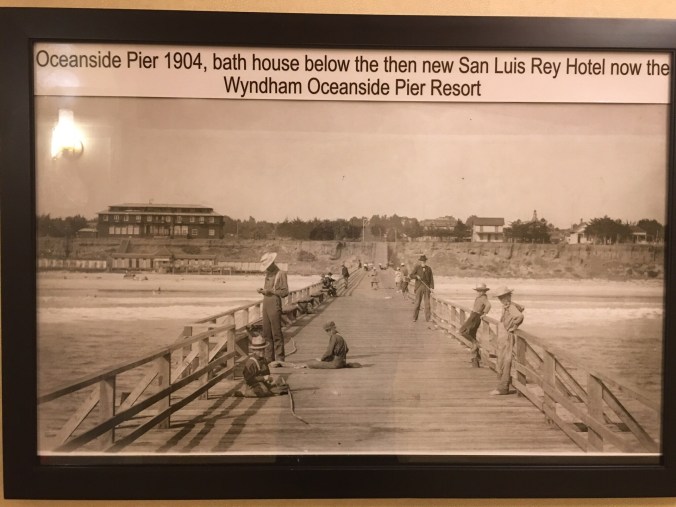 Oceanside Pier 1904, bath house below the then new San Luis Rey Hotel now the
Wyndham Oceanside Pier Resort